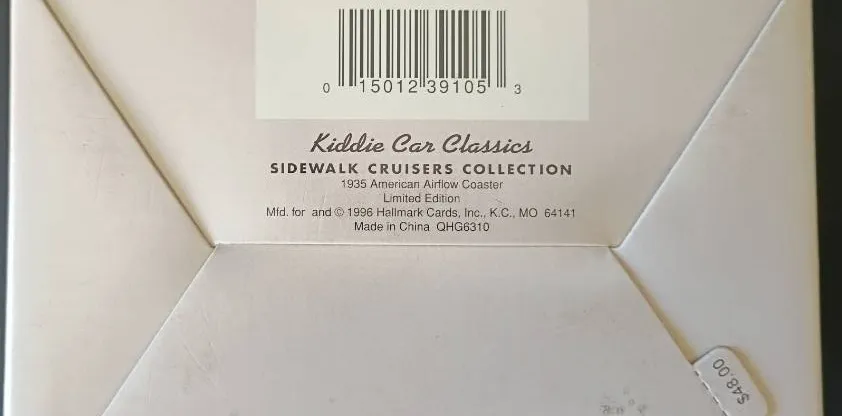 0 15012 39105 3
Kiddie Car Classics
SIDEWALK CRUISERS COLLECTION
1935 American Airflow Coaster
Limited Edition
Mfd. for and © 1996 Hallmark Cards, Inc., K.C., MO 64141
Made in China QHG6310
$48.00